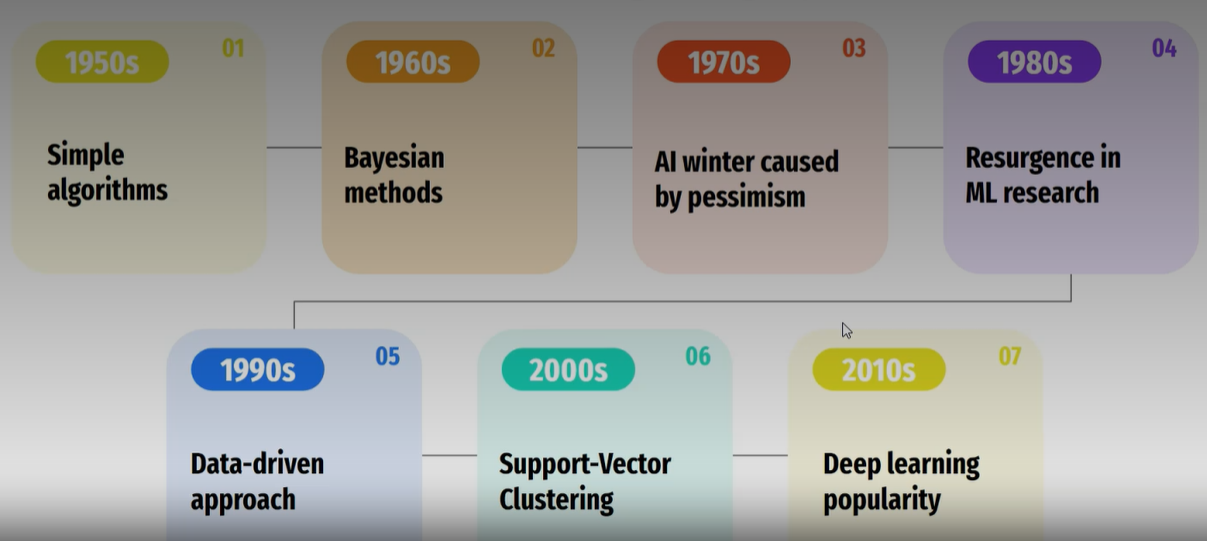 1950s
01
Simple
algorithms
1960s
02
Bayesian
methods
1970s
03
AI winter caused
by pessimism
1980s
04
Resurgence in
ML research
1990s
05
Data-driven
approach
2000s
06
Support-Vector
Clustering
2010s
07
Deep learning
popularity